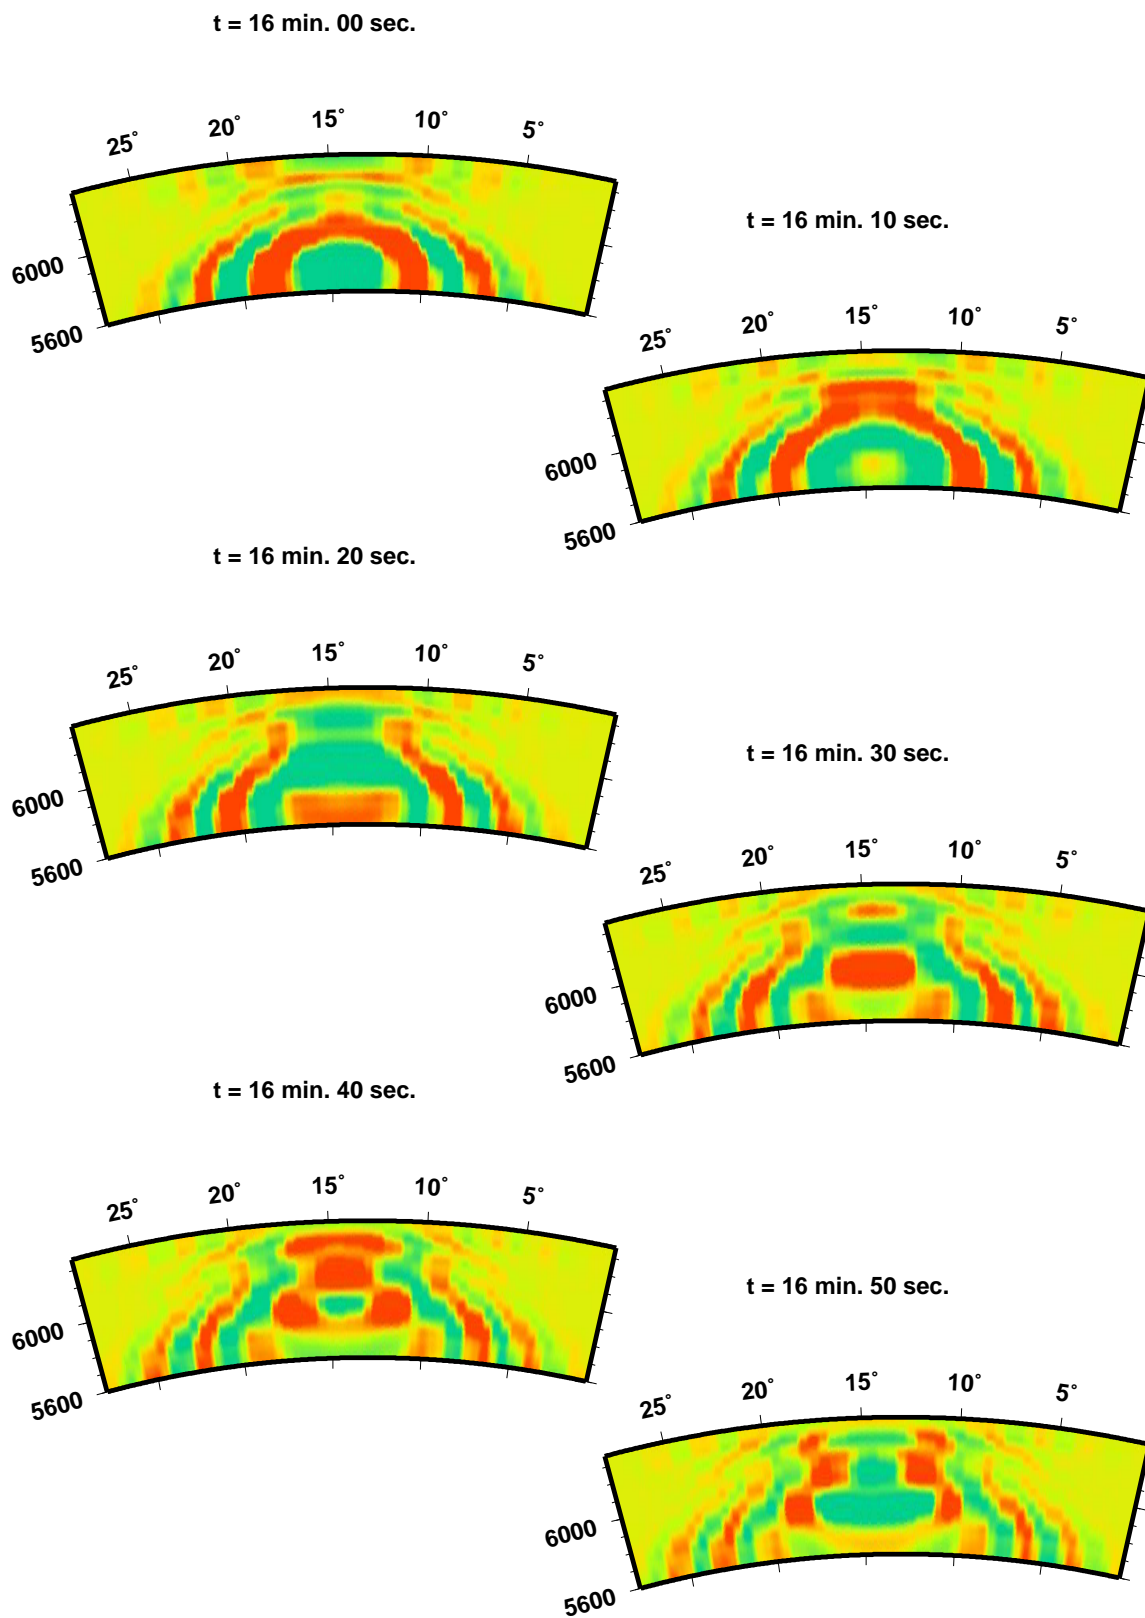 t = 16 min. 00 sec.
25° 20° 15° 10° 5°
6000
5600
t = 16 min. 10 sec.
25° 20° 15° 10° 5°
6000
5600
t = 16 min. 20 sec.
25° 20° 15° 10° 5°
6000
5600
t = 16 min. 30 sec.
25° 20° 15° 10° 5°
6000
5600
t = 16 min. 40 sec.
25° 20° 15° 10° 5°
6000
5600
t = 16 min. 50 sec.
25° 20° 15° 10° 5°
6000
5600